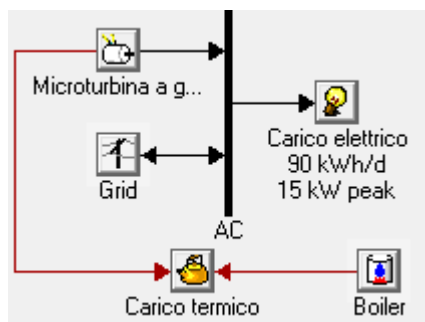 Microturbina a g...
Carico elettrico
90 kWh/d
15 kW peak
Grid
AC
Carico termico
Boiler